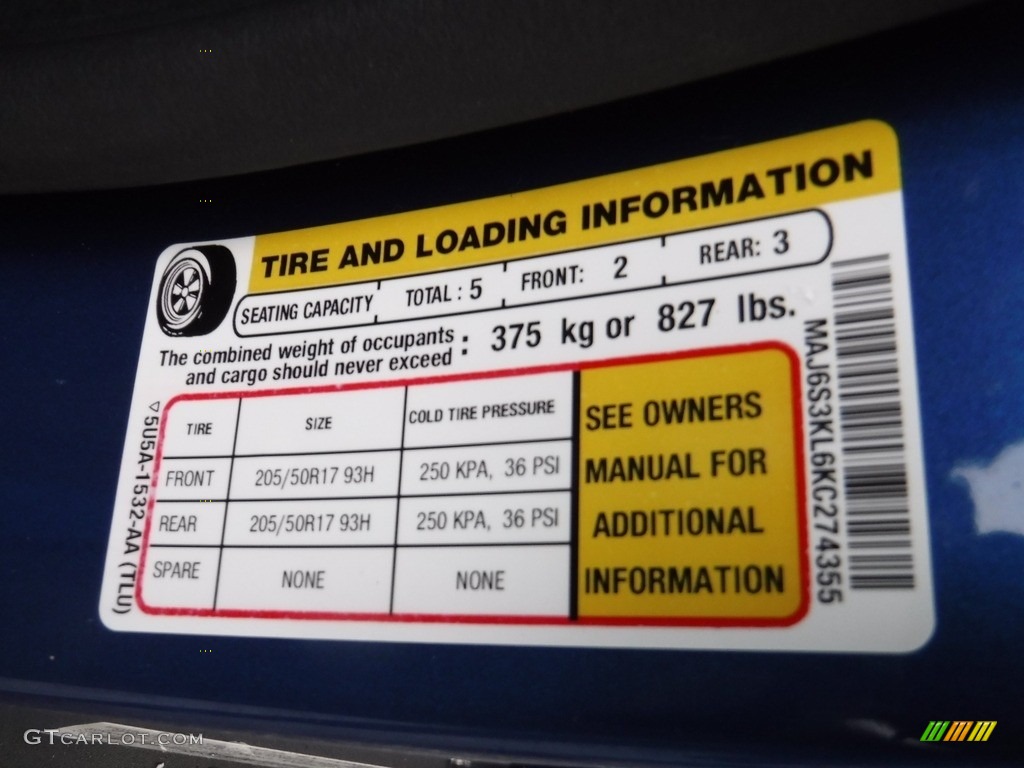 TIRE AND LOADING INFORMATION
SEATING CAPACITY TOTAL : 5 FRONT: 2 REAR: 3
The combined weight of occupants
and cargo should never exceed : 375 kg or 827 lbs.
TIRE SIZE COLD TIRE PRESSURE
FRONT 205/50R17 93H 250 KPA, 36 PSI
REAR 205/50R17 93H 250 KPA, 36 PSI
SPARE NONE NONE
SEE OWNERS
MANUAL FOR
ADDITIONAL
INFORMATION
5U5A-1532-AA (TLU)
MAJ6S3KL6KC274355
GTCARLOT.COM